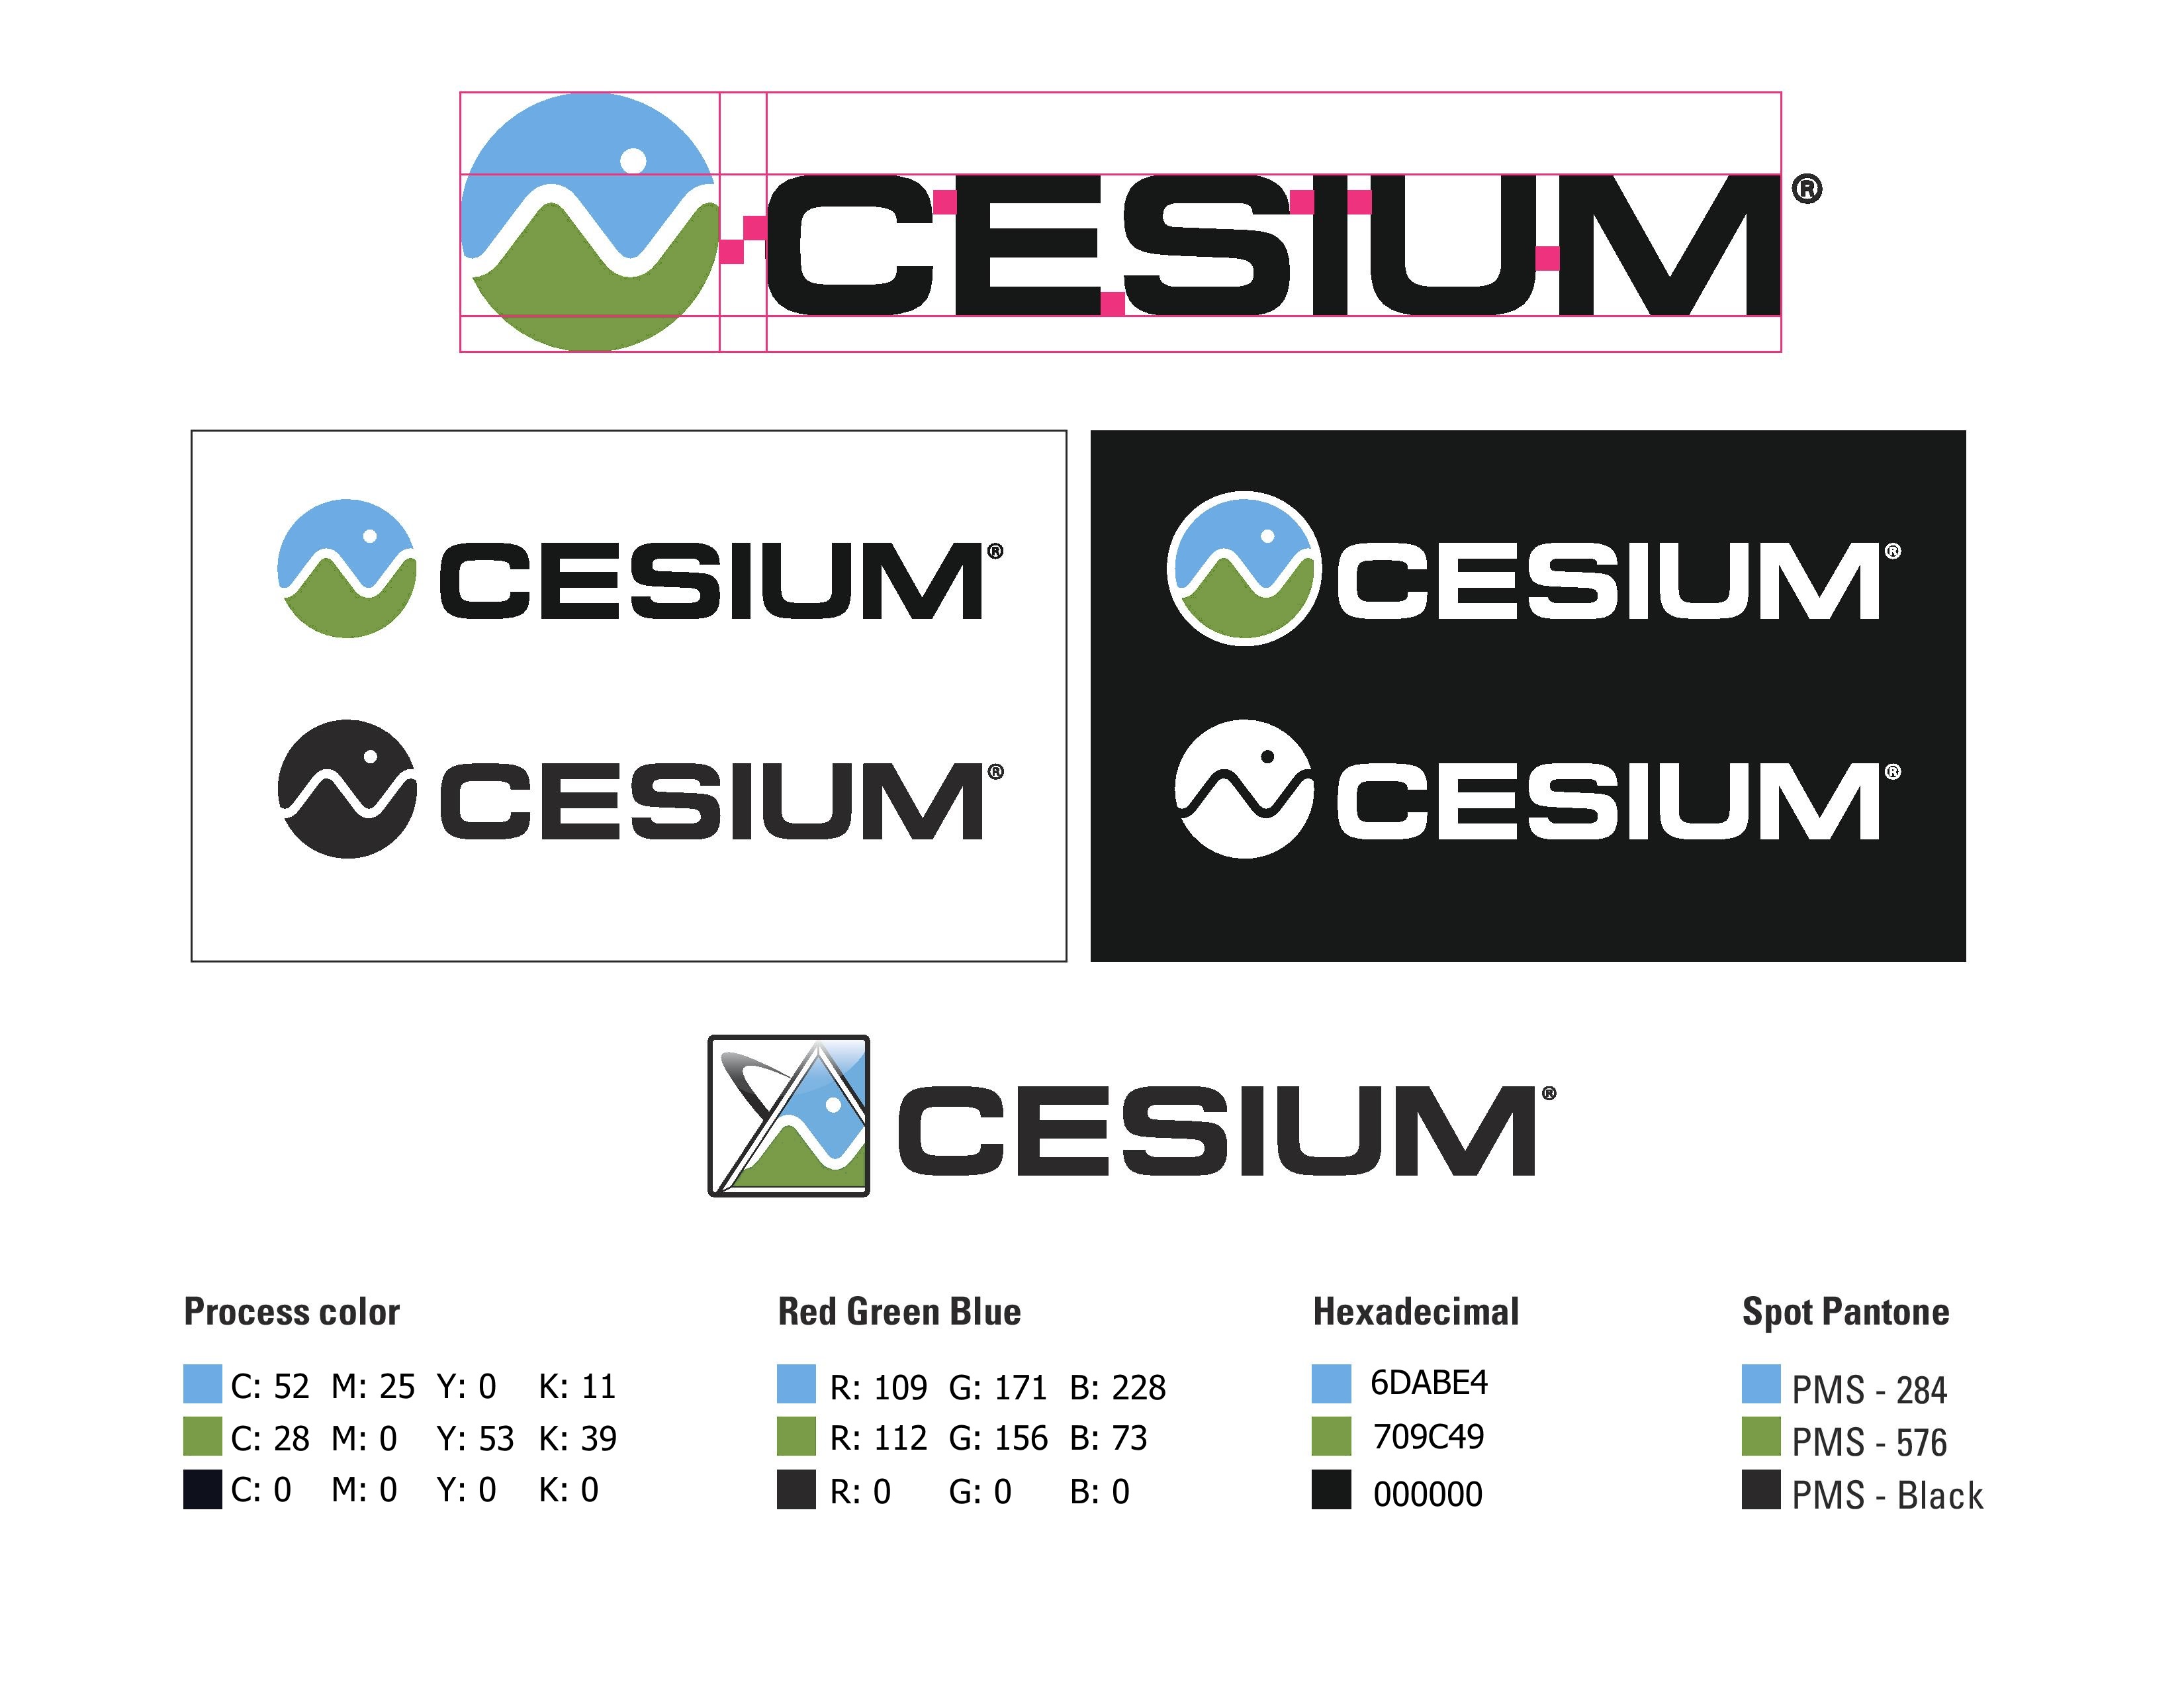 CESIUM®
CESIUM® CESIUM®
CESIUM® CESIUM®
CESIUM®
Process color Red Green Blue Hexadecimal Spot Pantone
C: 52 M: 25 Y: 0 K: 11 R: 109 G: 171 B: 228 6DABE4 PMS - 284
C: 28 M: 0 Y: 53 K: 39 R: 112 G: 156 B: 73 709C49 PMS - 576
C: 0 M: 0 Y: 0 K: 0 R: 0 G: 0 B: 0 000000 PMS - Black